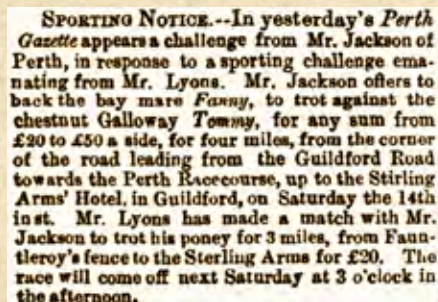 SPORTING NOTICE.--In yesterday's Perth
Gazette appears a challenge from Mr. Jackson of
Perth, in response to a sporting challenge ema-
nating from Mr. Lyons. Mr. Jackson offers to
back the bay mare Fanny, to trot against the
chestnut Galloway Tommy, for any sum from
£20 to £50 a side, for four miles, from the corner
of the road leading from the Guildford Road
towards the Perth Racecourse, up to the Stirling
Arms' Hotel, in Guildford, on Saturday the 14th
inst. Mr. Lyons has made a match with Mr.
Jackson to trot his poney for 3 miles, from Faun-
tleroy's fence to the Sterling Arms for £20. The
race will come off next Saturday at 3 o'clock in
the afternoon.